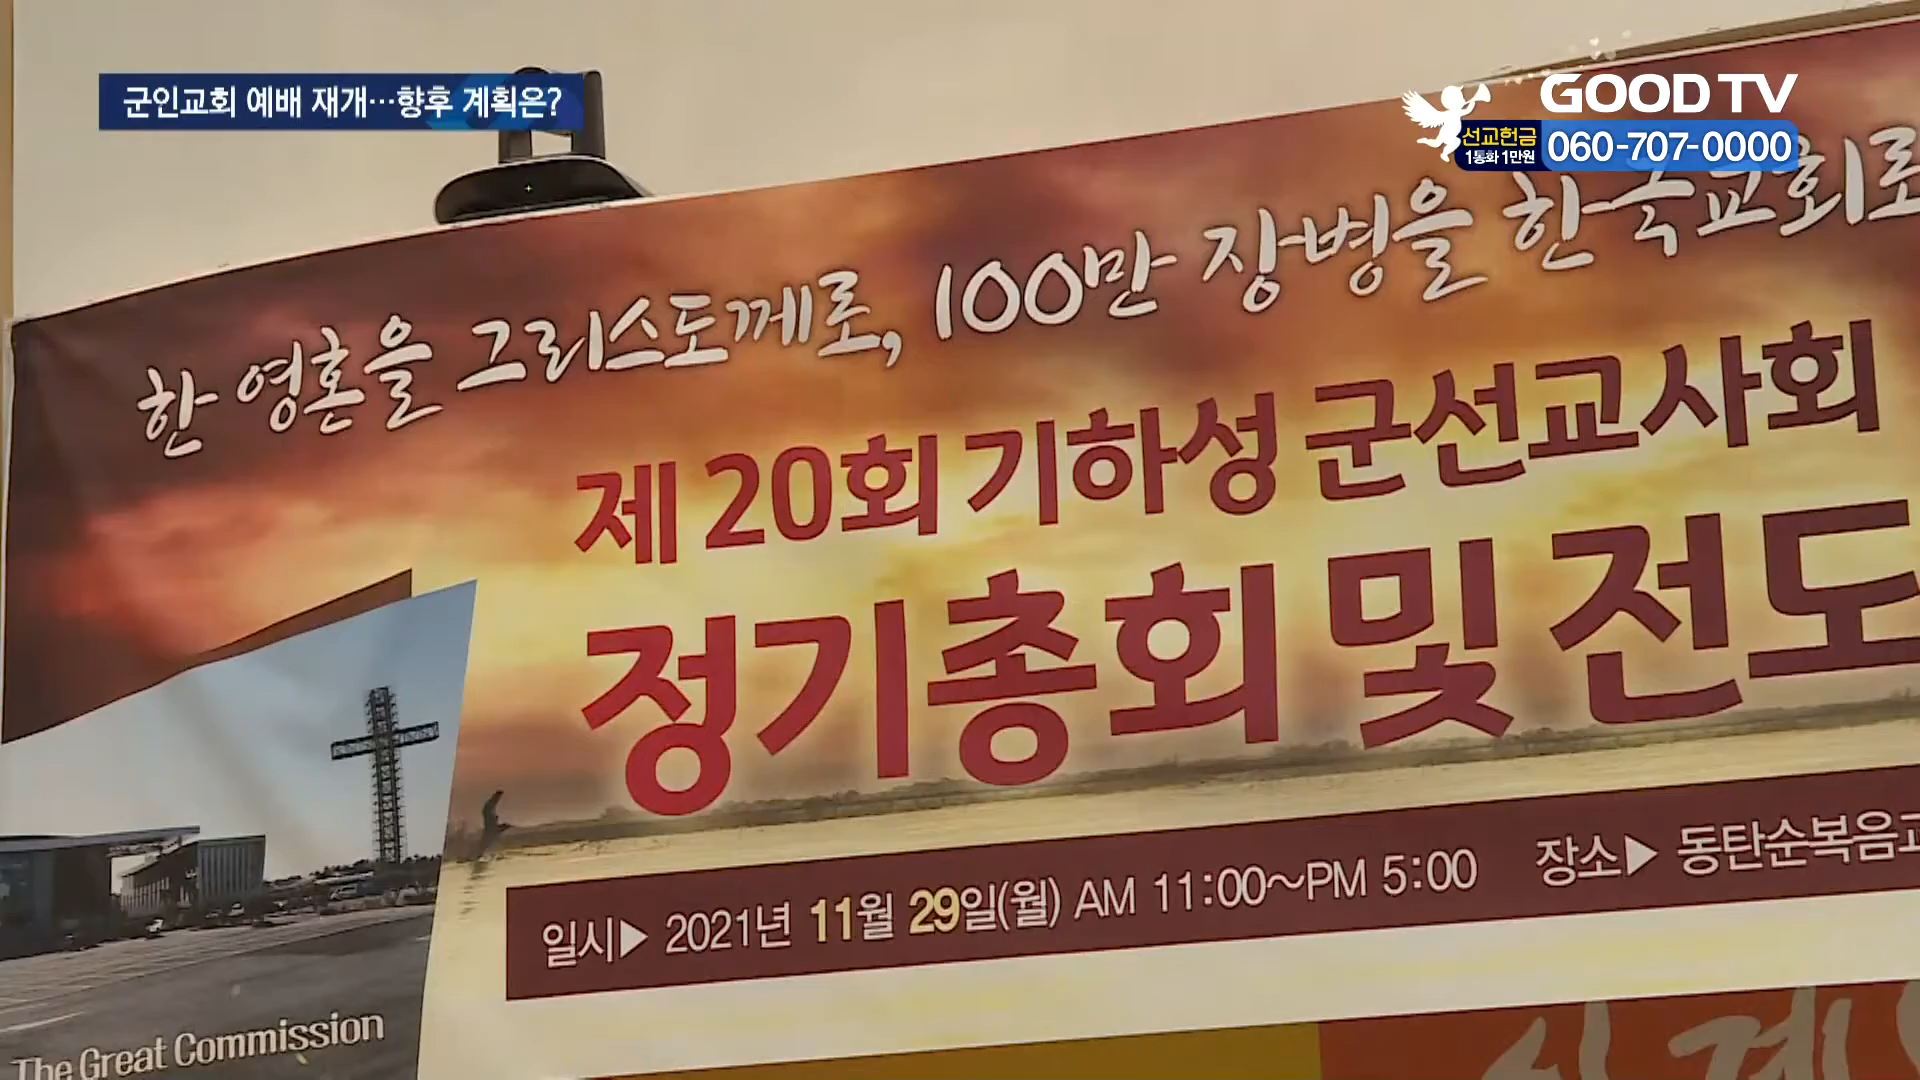 군인교회 예배 재개…향후 계획은?
GOOD TV
선교헌금
1통화 1만원
060-707-0000
한 영혼을 그리스도께로, 100만 장병을 한국교회로
제 20회 기하성 군선교사회
정기총회 및 전도
일시▶ 2021년 11월 29일(월) AM 11:00~PM 5:00 장소▶ 동탄순복음교
The Great Commission